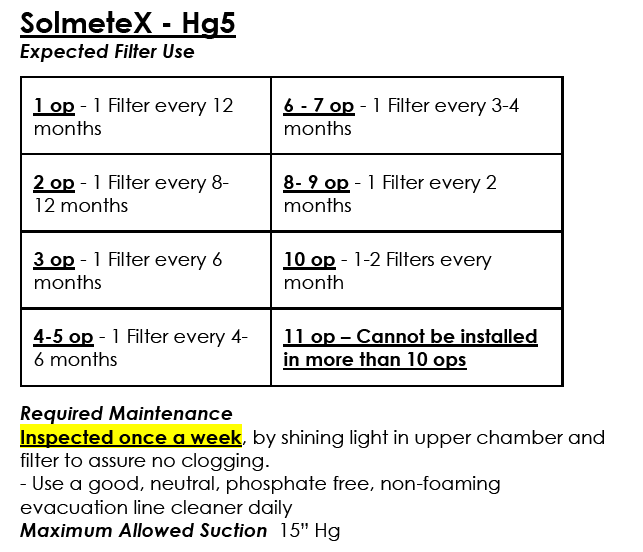 SolmeteX - Hg5
Expected Filter Use
1 op - 1 Filter every 12
months
6 - 7 op - 1 Filter every 3-4
months
2 op - 1 Filter every 8-
12 months
8- 9 op - 1 Filter every 2
months
3 op - 1 Filter every 6
months
10 op - 1-2 Filters every
month
4-5 op - 1 Filter every 4-
6 months
11 op – Cannot be installed
in more than 10 ops
Required Maintenance
Inspected once a week, by shining light in upper chamber and
filter to assure no clogging.
- Use a good, neutral, phosphate free, non-foaming
evacuation line cleaner daily
Maximum Allowed Suction 15” Hg